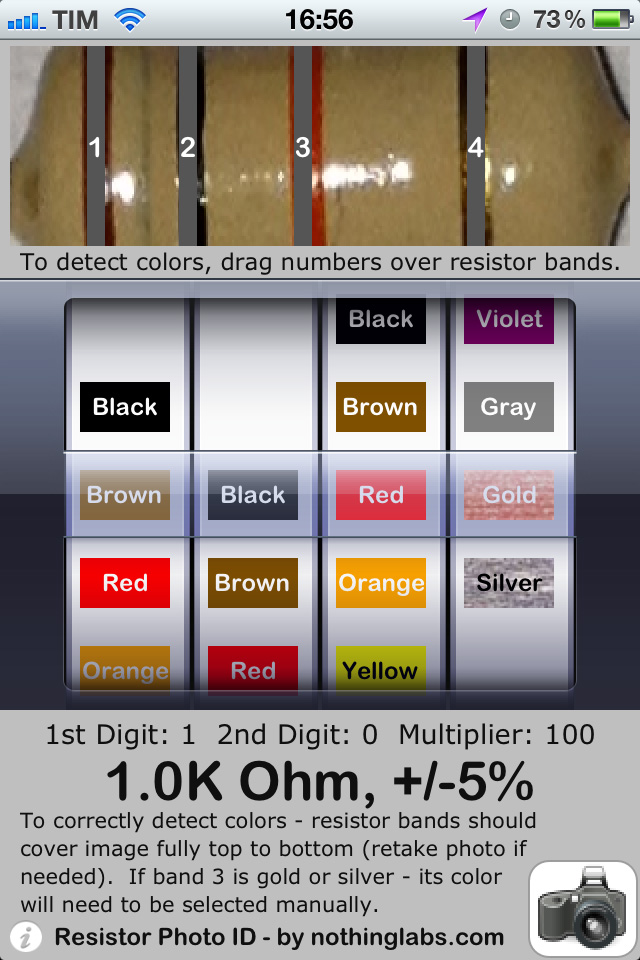 TIM 16:56 73%
1 2 3 4
To detect colors, drag numbers over resistor bands.
Black Violet
Black Brown Gray
Brown Black Red Gold
Red Brown Orange Silver
Orange Red Yellow
1st Digit: 1 2nd Digit: 0 Multiplier: 100
1.0K Ohm, +/-5%
To correctly detect colors - resistor bands should
cover image fully top to bottom (retake photo if
needed). If band 3 is gold or silver - its color
will need to be selected manually.
i Resistor Photo ID - by nothinglabs.com